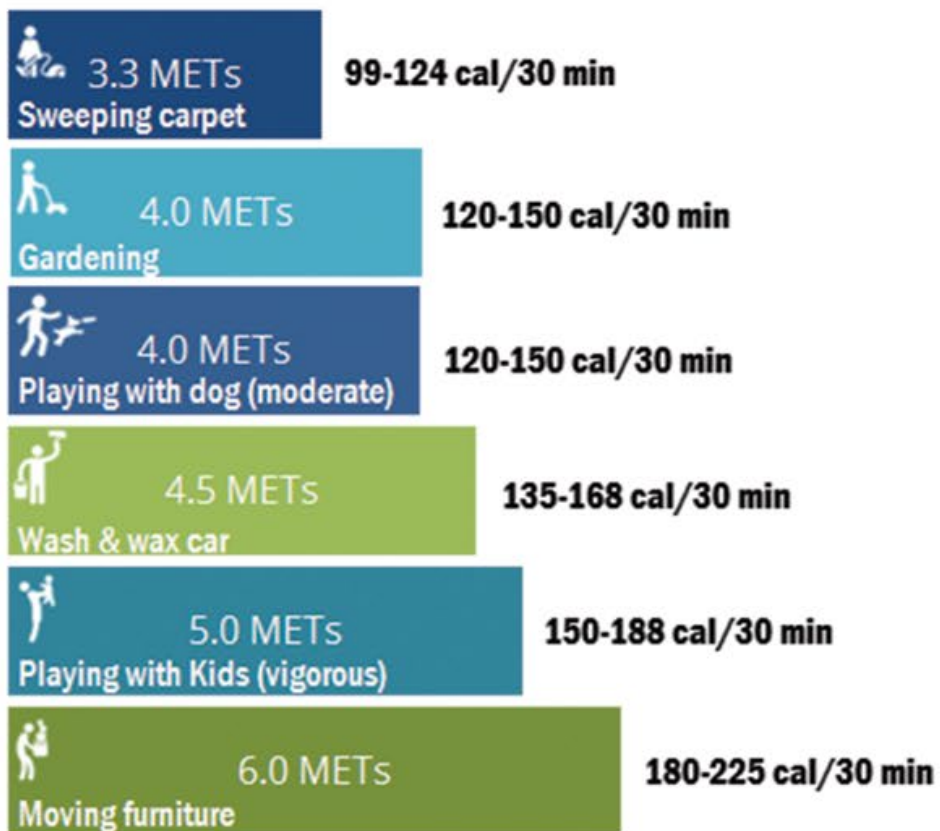 3.3 METs
99-124 cal/30 min
Sweeping carpet
4.0 METs
120-150 cal/30 min
Gardening
4.0 METs
120-150 cal/30 min
Playing with dog (moderate)
4.5 METs
135-168 cal/30 min
Wash & wax car
5.0 METs
150-188 cal/30 min
Playing with Kids (vigorous)
6.0 METs
180-225 cal/30 min
Moving furniture